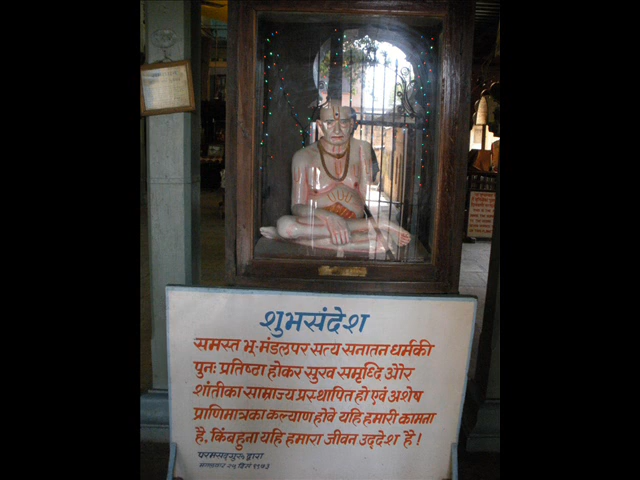 शुभसंदेश
समस्त भू-मंडलपर सत्य सनातन धर्मकी
पुनः प्रतिष्ठा होकर सुख समृध्दि और
शांतीका साम्राज्य प्रस्थापित हो एवं अशेष
प्राणिमात्रका कल्याण होवे यहि हमारी कामना
है, किंबहुना यहि हमारा जीवन उद्देश है !
परमसद्गुरु द्वारा